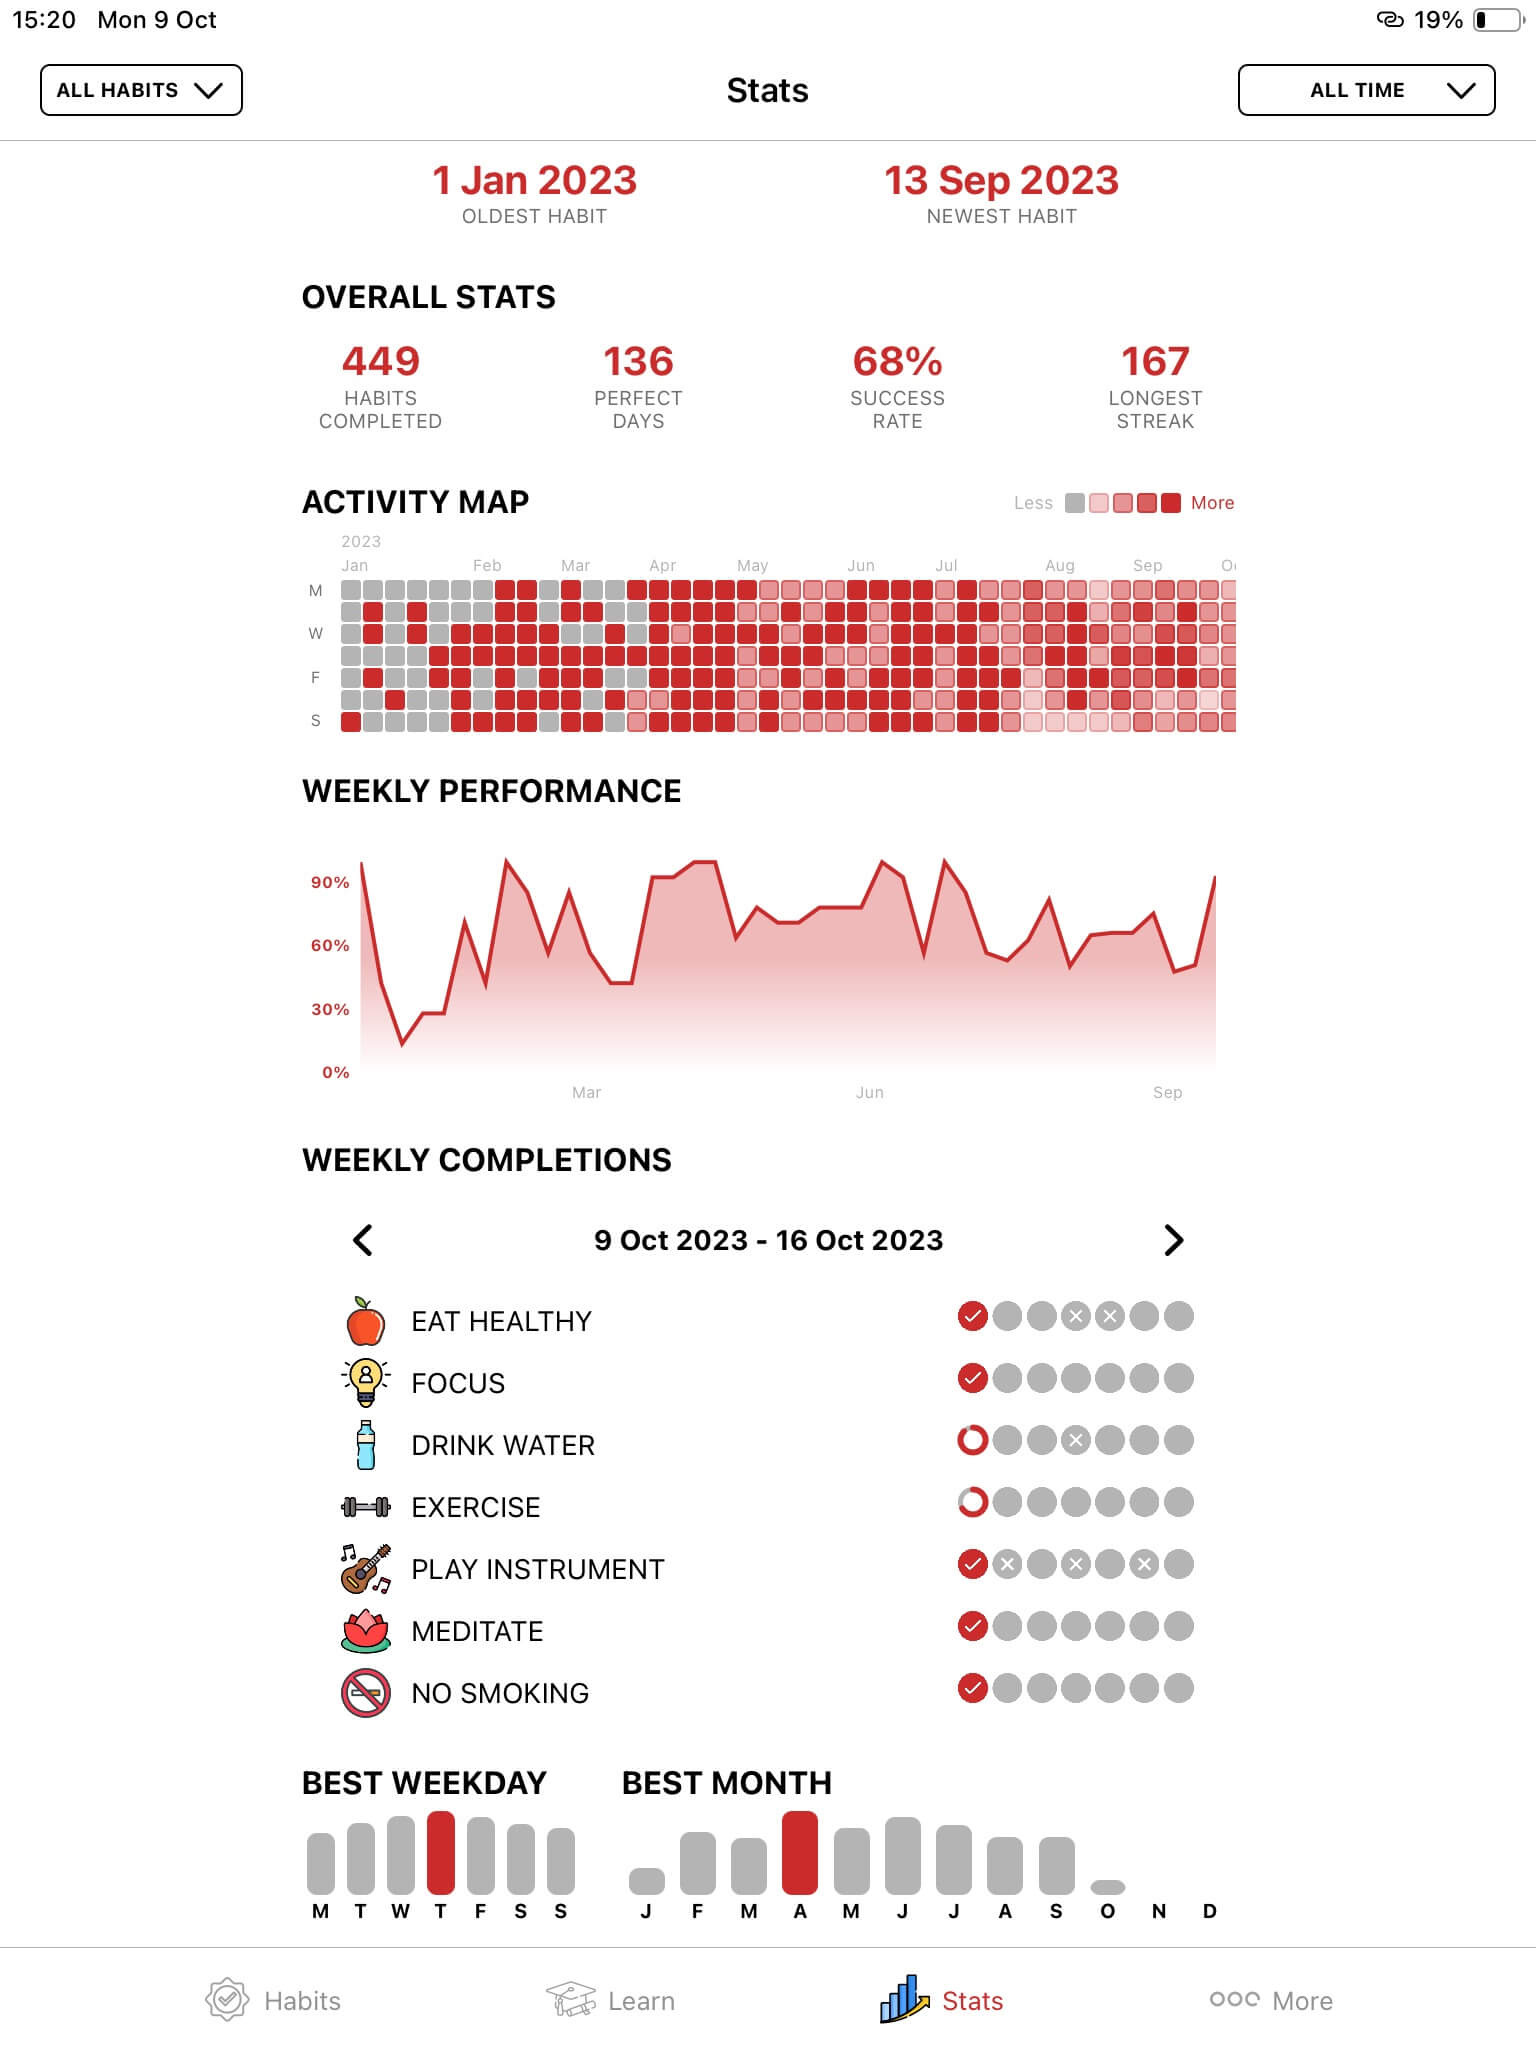 15:20 Mon 9 Oct 19%
ALL HABITS Stats ALL TIME
1 Jan 2023 13 Sep 2023
OLDEST HABIT NEWEST HABIT
OVERALL STATS
449 136 68% 167
HABITS PERFECT SUCCESS LONGEST
COMPLETED DAYS RATE STREAK
ACTIVITY MAP Less More
2023
Jan Feb Mar Apr May Jun Jul Aug Sep
M
W
F
S
WEEKLY PERFORMANCE
90%
60%
30%
0%
Mar Jun Sep
WEEKLY COMPLETIONS
9 Oct 2023 - 16 Oct 2023
EAT HEALTHY
FOCUS
DRINK WATER
EXERCISE
PLAY INSTRUMENT
MEDITATE
NO SMOKING
BEST WEEKDAY BEST MONTH
M T W T F S S J F M A M J J A S O N D
Habits Learn Stats More